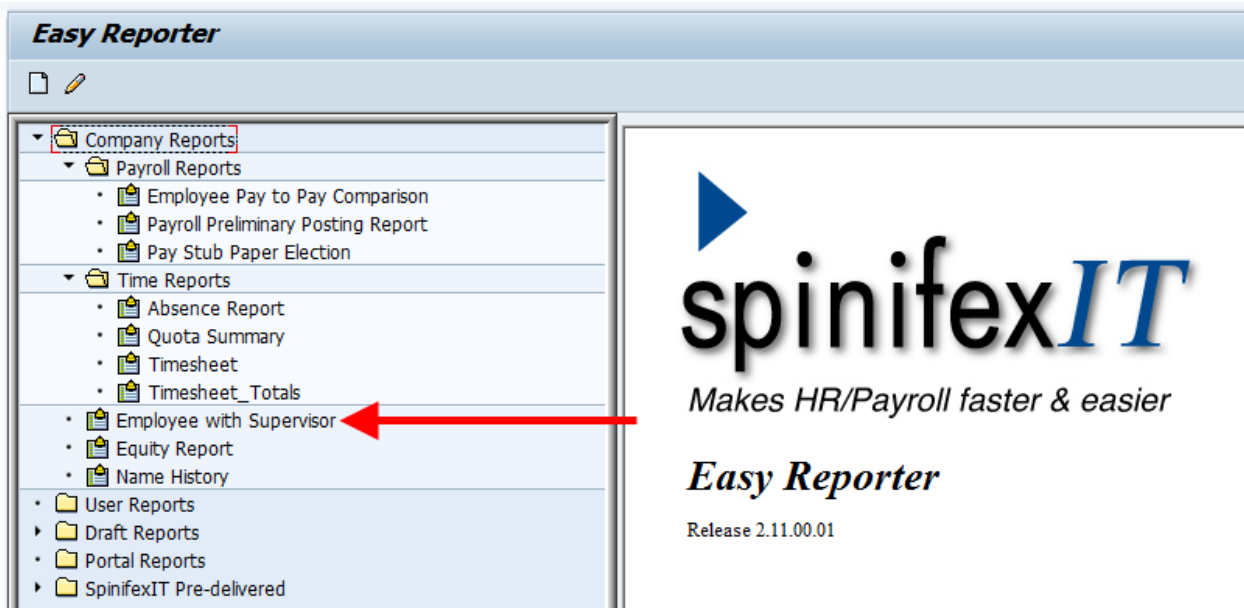 Easy Reporter
Company Reports
Payroll Reports
Employee Pay to Pay Comparison
Payroll Preliminary Posting Report
Pay Stub Paper Election
Time Reports
Absence Report
Quota Summary
Timesheet
Timesheet_Totals
Employee with Supervisor
Equity Report
Name History
User Reports
Draft Reports
Portal Reports
SpinifexIT Pre-delivered
spinifexIT
Makes HR/Payroll faster & easier
Easy Reporter
Release 2.11.00.01